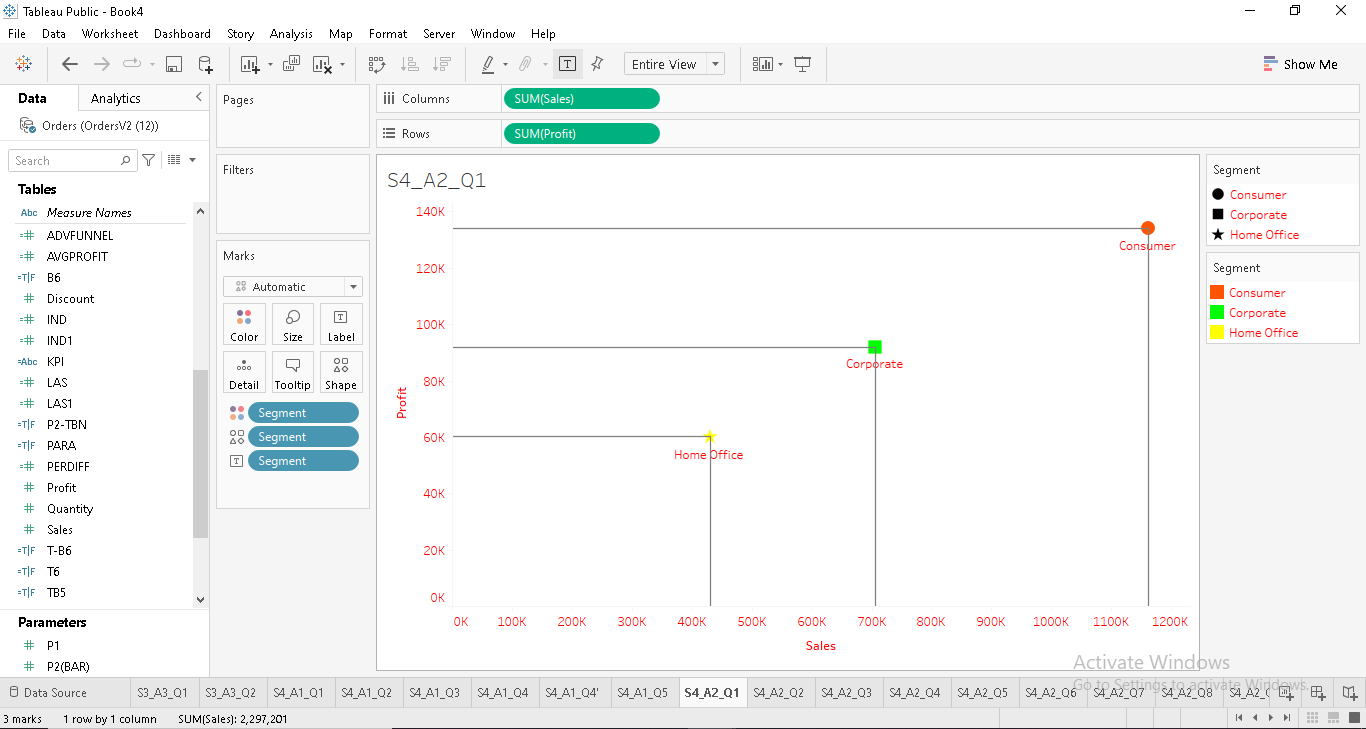 Tableau Public - Book4
File Data Worksheet Dashboard Story Analysis Map Format Server Window Help
Entire View
Show Me
Data Analytics
Orders (OrdersV2 (12))
Search
Tables
Abc Measure Names
ADVFUNNEL
AVGPROFIT
=T|F B6
Discount
IND
IND1
=Abc KPI
LAS
LAS1
=T|F P2-TBN
=T|F PARA
PERDIFF
Profit
Quantity
Sales
=T|F T-B6
=T|F T6
=T|F TB5
Parameters
P1
P2(BAR)
Pages
Filters
Marks
Automatic
Color Size Label
Detail Tooltip Shape
Segment
Segment
Segment
Columns SUM(Sales)
Rows SUM(Profit)
S4_A2_Q1
140K
120K
100K
80K
60K
40K
20K
0K
Profit
Consumer
Corporate
Home Office
0K 100K 200K 300K 400K 500K 600K 700K 800K 900K 1000K 1100K 1200K
Sales
Segment
Consumer
Corporate
Home Office
Segment
Consumer
Corporate
Home Office
Activate Windows
Go to Settings to activate Windows.
Data Source S3_A3_Q1 S3_A3_Q2 S4_A1_Q1 S4_A1_Q2 S4_A1_Q3 S4_A1_Q4 S4_A1_Q4' S4_A1_Q5 S4_A2_Q1 S4_A2_Q2 S4_A2_Q3 S4_A2_Q4 S4_A2_Q5 S4_A2_Q6 S4_A2_Q7 S4_A2_Q8
3 marks 1 row by 1 column SUM(Sales): 2,297,201